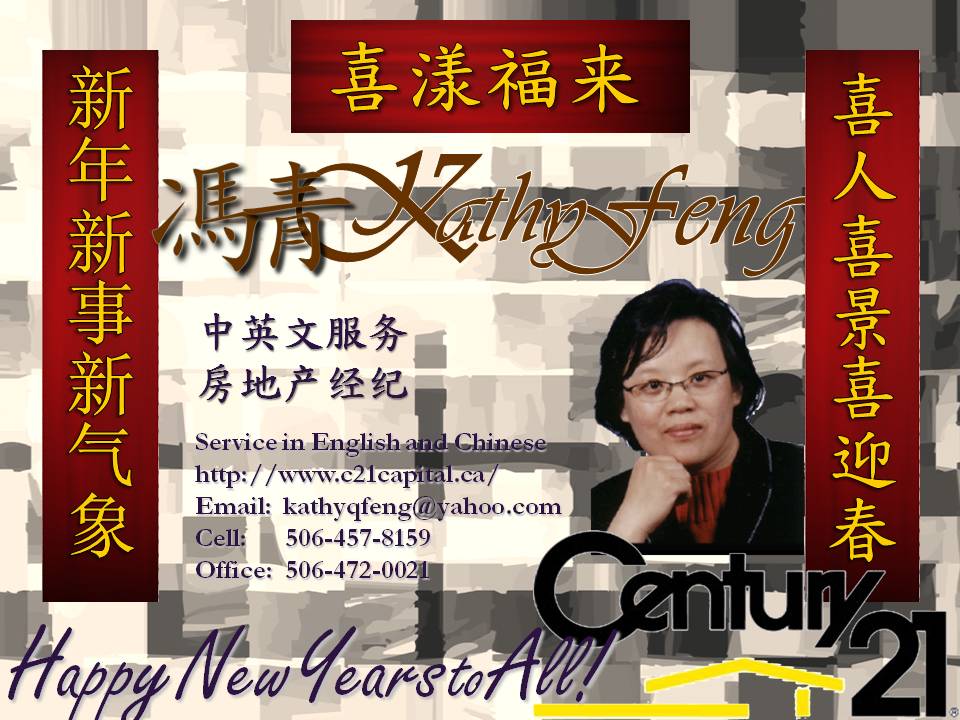 喜漾福来
新年新事新气象
喜人喜景喜迎春
馮青 Kathy Feng
中英文服务
房地产经纪
Service in English and Chinese
http://www.c21capital.ca/
Email: kathyqfeng@yahoo.com
Cell: 506-457-8159
Office: 506-472-0021
Century 21®
Happy New Years to All!